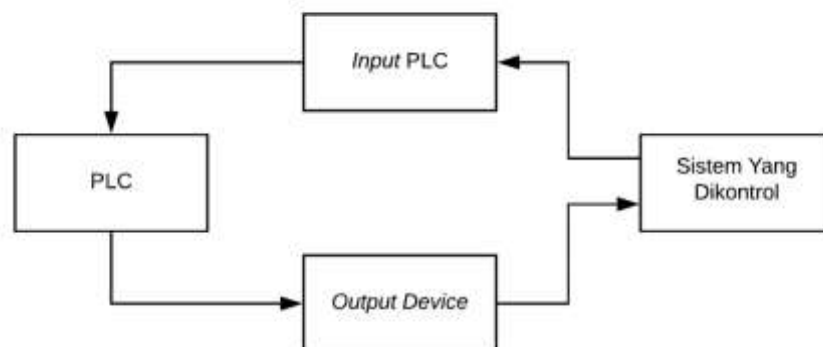 Input PLC
PLC
Sistem Yang
Dikontrol
Output Device